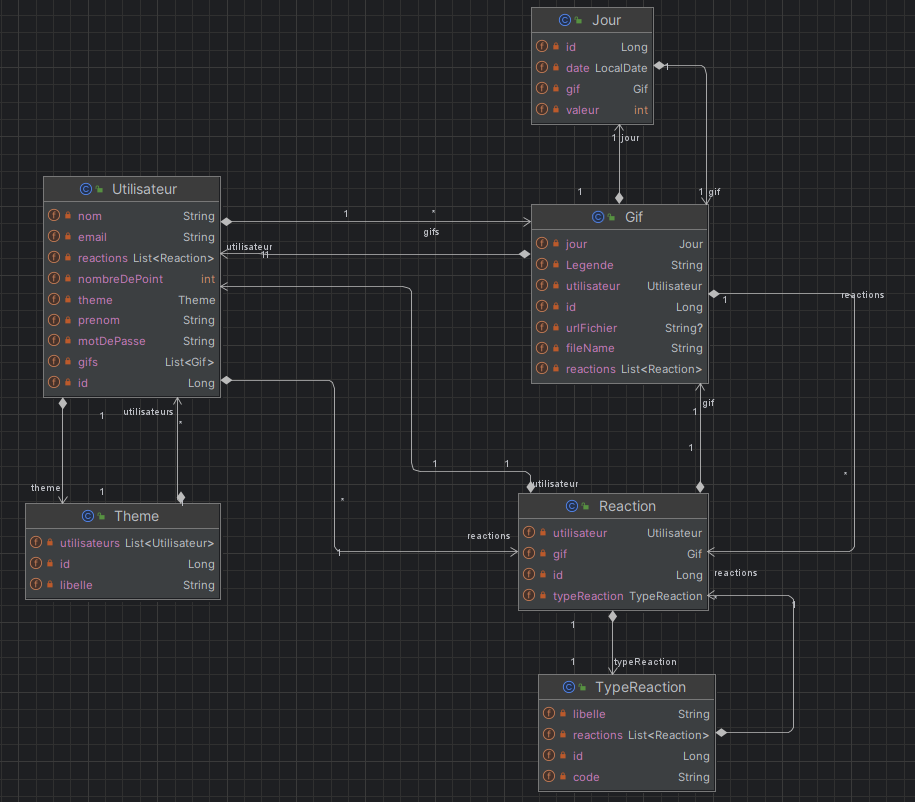 Jour
id Long
date LocalDate
gif Gif
valeur int
1
1 jour
1
1 gif
Utilisateur
nom String
email String
reactions List<Reaction>
nombreDePoint int
theme Theme
prenom String
motDePasse String
gifs List<Gif>
id Long
1 *
gifs
utilisateur
11
Gif
jour Jour
Legende String
utilisateur Utilisateur
id Long
urlFichier String?
fileName String
reactions List<Reaction>
1
reactions
*
1
utilisateurs
*
theme
1
Theme
utilisateurs List<Utilisateur>
id Long
libelle String
gif
1
1
1 1
utilisateur
*
reactions
1
Reaction
utilisateur Utilisateur
gif Gif
id Long
typeReaction TypeReaction
reactions
1
1
1
typeReaction
TypeReaction
libelle String
reactions List<Reaction>
id Long
code String